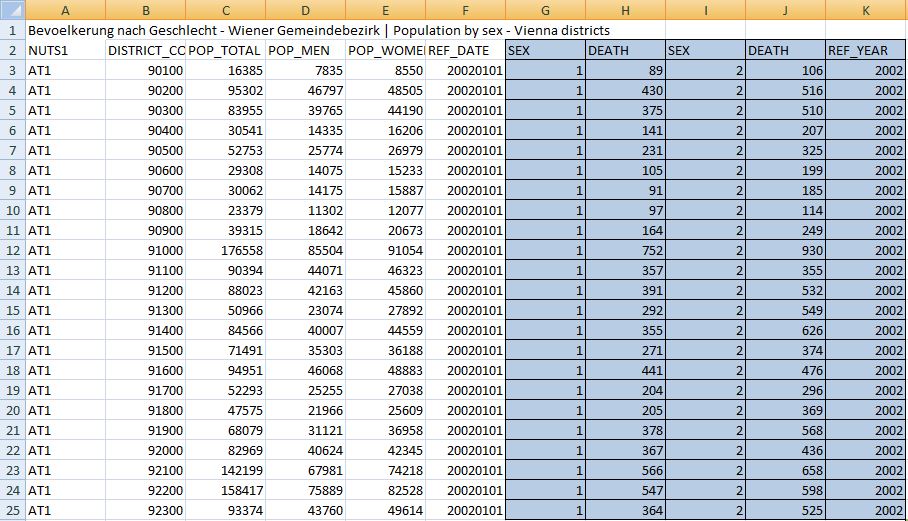 A B C D E F G H I J K
1 Bevoelkerung nach Geschlecht - Wiener Gemeindebezirk | Population by sex - Vienna districts
2 NUTS1 DISTRICT_CC POP_TOTAL POP_MEN POP_WOME REF_DATE SEX DEATH SEX DEATH REF_YEAR
3 AT1 90100 16385 7835 8550 20020101 1 89 2 106 2002
4 AT1 90200 95302 46797 48505 20020101 1 430 2 516 2002
5 AT1 90300 83955 39765 44190 20020101 1 375 2 510 2002
6 AT1 90400 30541 14335 16206 20020101 1 141 2 207 2002
7 AT1 90500 52753 25774 26979 20020101 1 231 2 325 2002
8 AT1 90600 29308 14075 15233 20020101 1 105 2 199 2002
9 AT1 90700 30062 14175 15887 20020101 1 91 2 185 2002
10 AT1 90800 23379 11302 12077 20020101 1 97 2 114 2002
11 AT1 90900 39315 18642 20673 20020101 1 164 2 249 2002
12 AT1 91000 176558 85504 91054 20020101 1 752 2 930 2002
13 AT1 91100 90394 44071 46323 20020101 1 357 2 355 2002
14 AT1 91200 88023 42163 45860 20020101 1 391 2 532 2002
15 AT1 91300 50966 23074 27892 20020101 1 292 2 549 2002
16 AT1 91400 84566 40007 44559 20020101 1 355 2 626 2002
17 AT1 91500 71491 35303 36188 20020101 1 271 2 374 2002
18 AT1 91600 94951 46068 48883 20020101 1 441 2 476 2002
19 AT1 91700 52293 25255 27038 20020101 1 204 2 296 2002
20 AT1 91800 47575 21966 25609 20020101 1 205 2 369 2002
21 AT1 91900 68079 31121 36958 20020101 1 378 2 568 2002
22 AT1 92000 82969 40624 42345 20020101 1 367 2 436 2002
23 AT1 92100 142199 67981 74218 20020101 1 566 2 658 2002
24 AT1 92200 158417 75889 82528 20020101 1 547 2 598 2002
25 AT1 92300 93374 43760 49614 20020101 1 364 2 525 2002